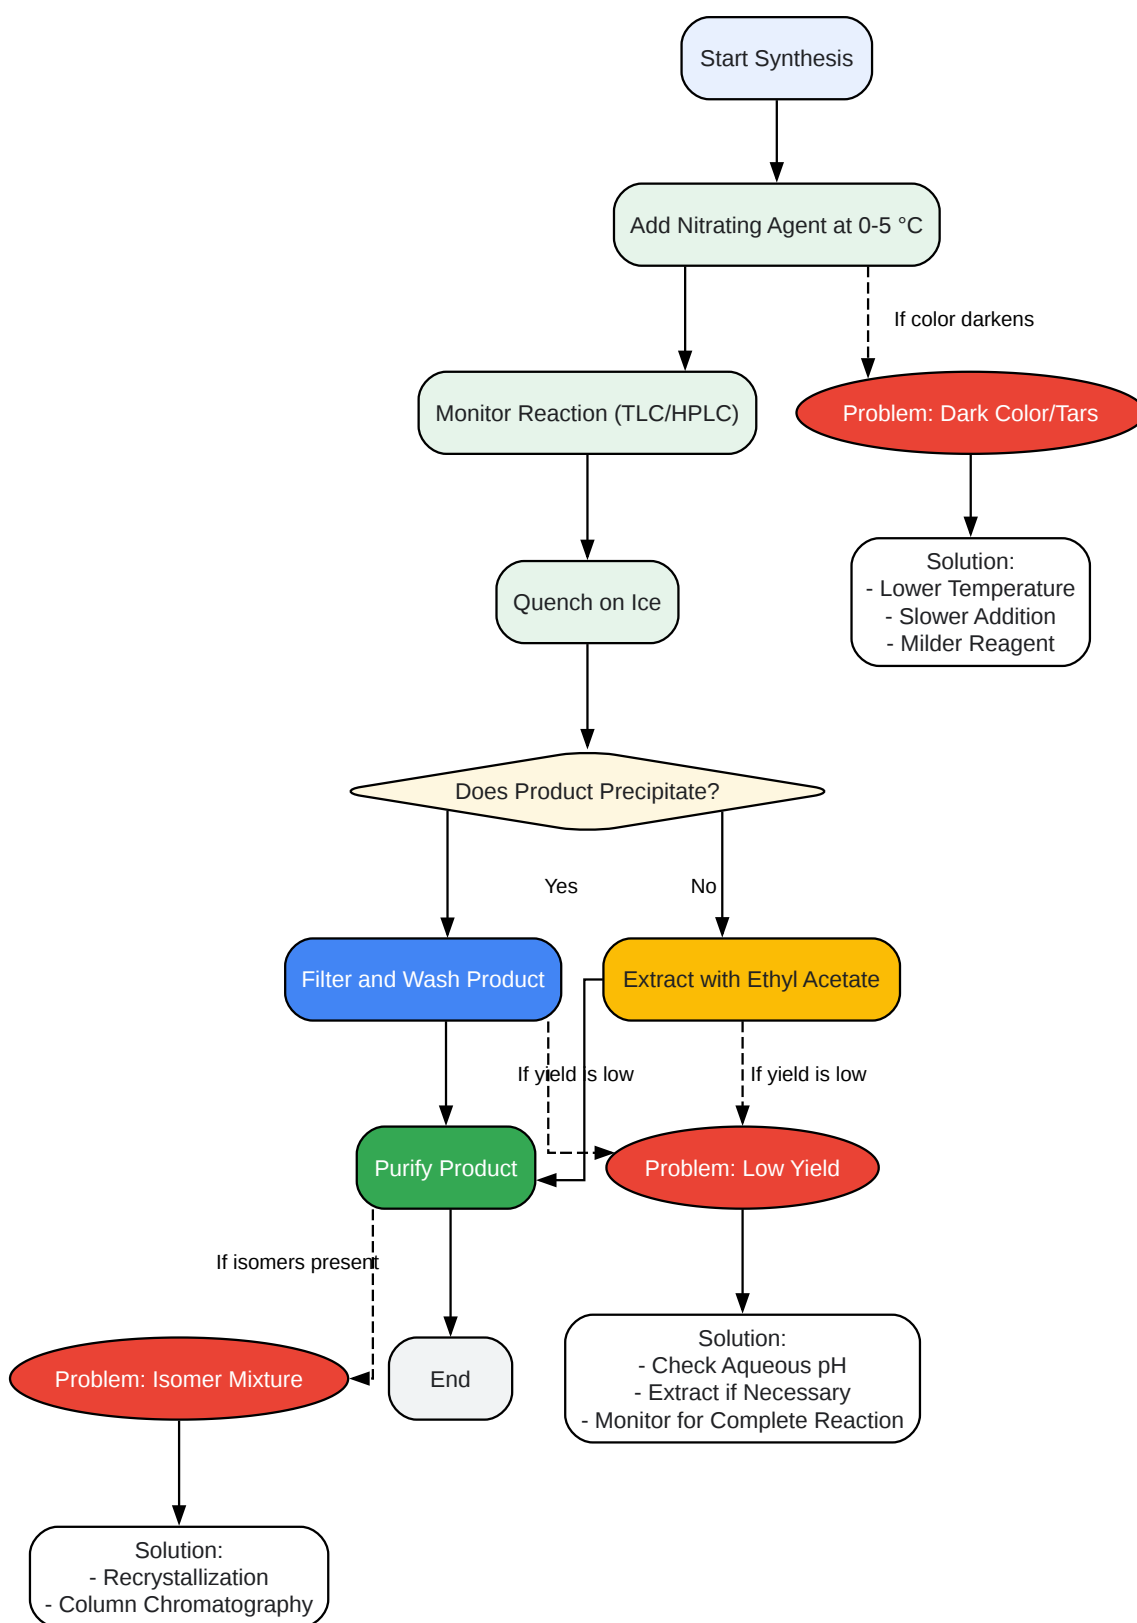 Start Synthesis
Add Nitrating Agent at 0-5 °C
If color darkens
Monitor Reaction (TLC/HPLC)
Problem: Dark Color/Tars
Solution:
- Lower Temperature
- Slower Addition
- Milder Reagent
Quench on Ice
Does Product Precipitate?
Yes
No
Filter and Wash Product
Extract with Ethyl Acetate
If yield is low
If yield is low
Purify Product
Problem: Low Yield
If isomers present
Problem: Isomer Mixture
End
Solution:
- Check Aqueous pH
- Extract if Necessary
- Monitor for Complete Reaction
Solution:
- Recrystallization
- Column Chromatography